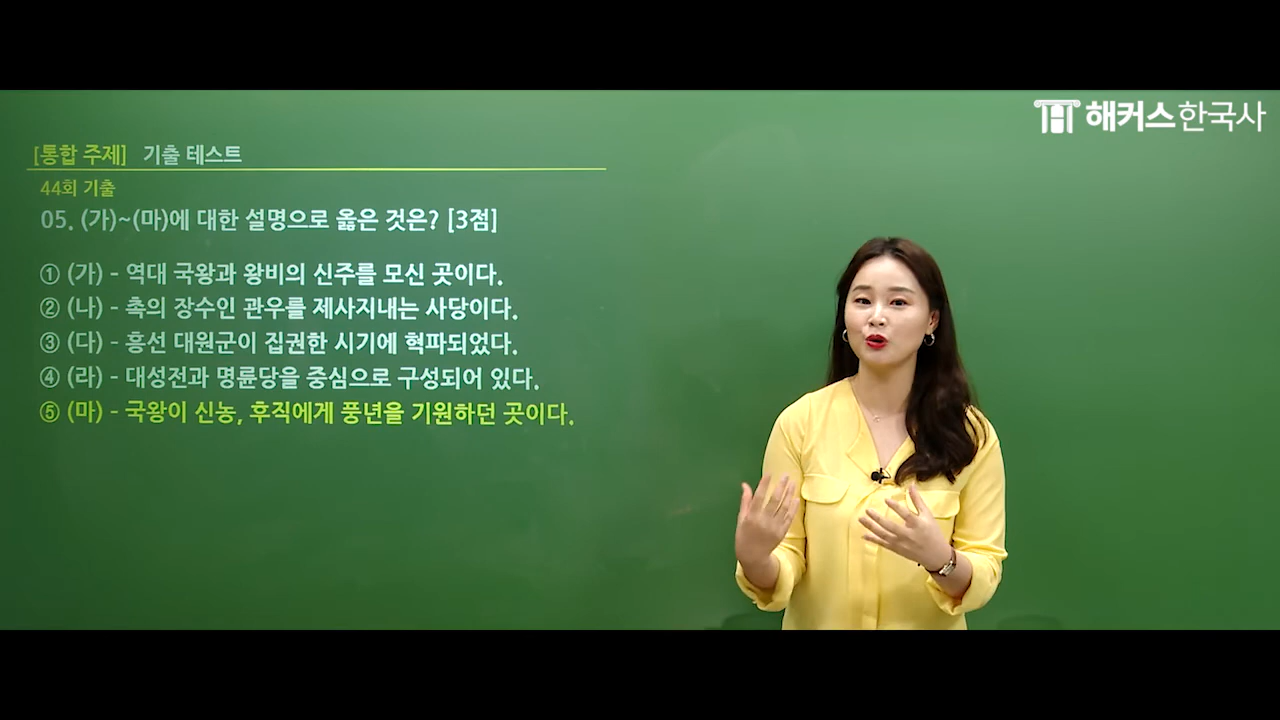 해커스한국사
[통합 주제] 기출 테스트
44회 기출
05. (가)~(마)에 대한 설명으로 옳은 것은? [3점]
① (가) - 역대 국왕과 왕비의 신주를 모신 곳이다.
② (나) - 촉의 장수인 관우를 제사지내는 사당이다.
③ (다) - 흥선 대원군이 집권한 시기에 혁파되었다.
④ (라) - 대성전과 명륜당을 중심으로 구성되어 있다.
⑤ (마) - 국왕이 신농, 후직에게 풍년을 기원하던 곳이다.